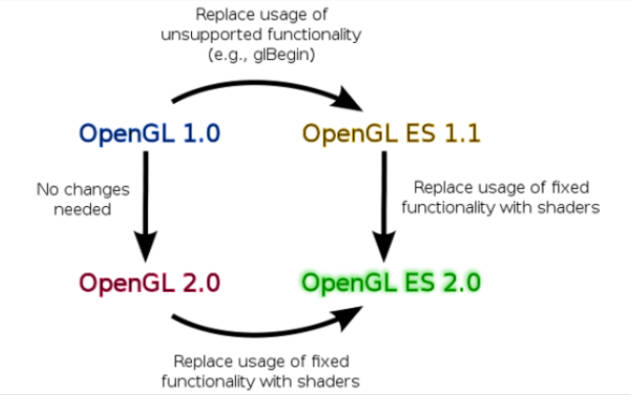 Replace usage of
unsupported functionality
(e.g., glBegin)
OpenGL 1.0
OpenGL ES 1.1
No changes
needed
Replace usage of fixed
functionality with shaders
OpenGL 2.0
OpenGL ES 2.0
Replace usage of fixed
functionality with shaders